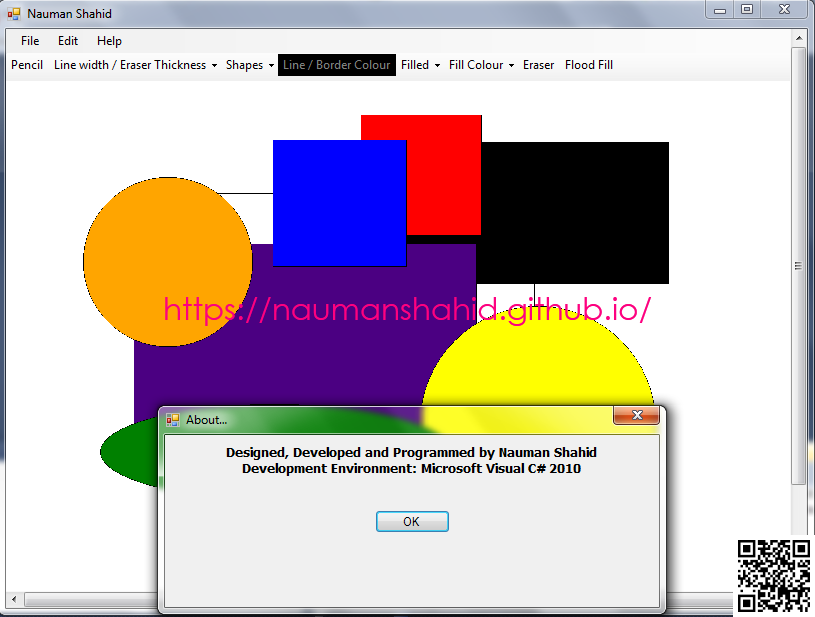 Nauman Shahid
File Edit Help
Pencil Line width / Eraser Thickness Shapes Line / Border Colour Filled Fill Colour Eraser Flood Fill
https://naumanshahid.github.io/
About...
Designed, Developed and Programmed by Nauman Shahid
Development Environment: Microsoft Visual C# 2010
OK